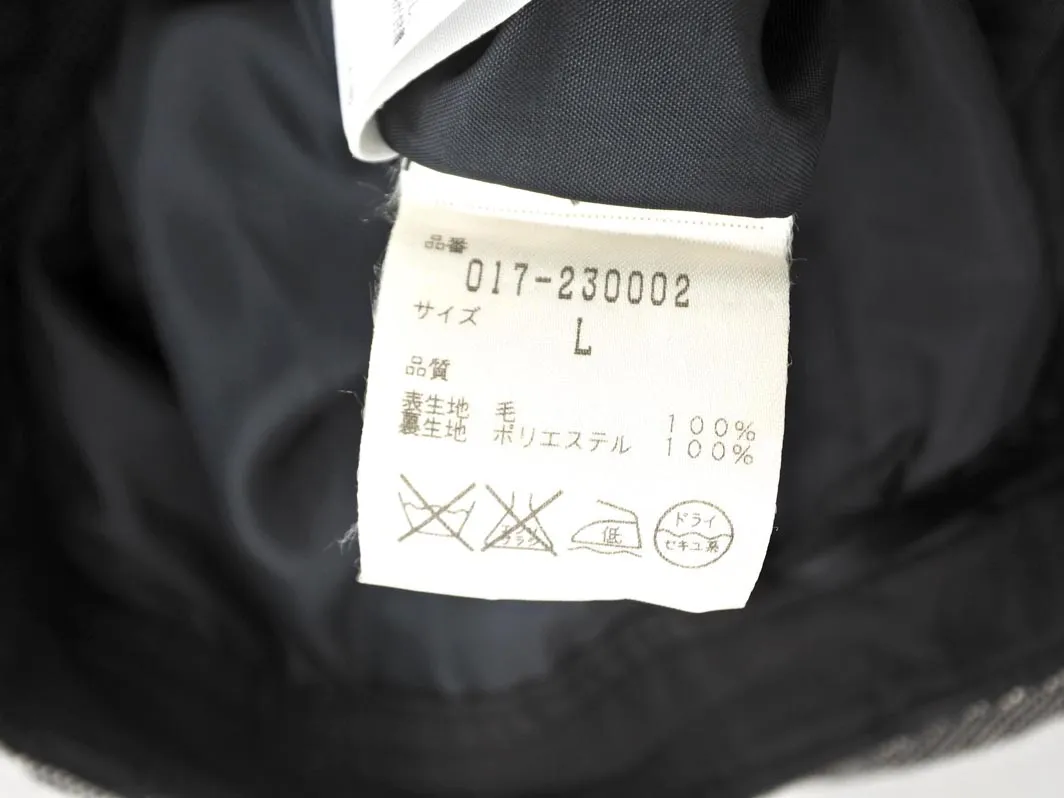 品番
017-230002
サイズ
L
品質
表生地 毛 100%
裏生地 ポリエステル 100%
低
ドライ
セキユ系